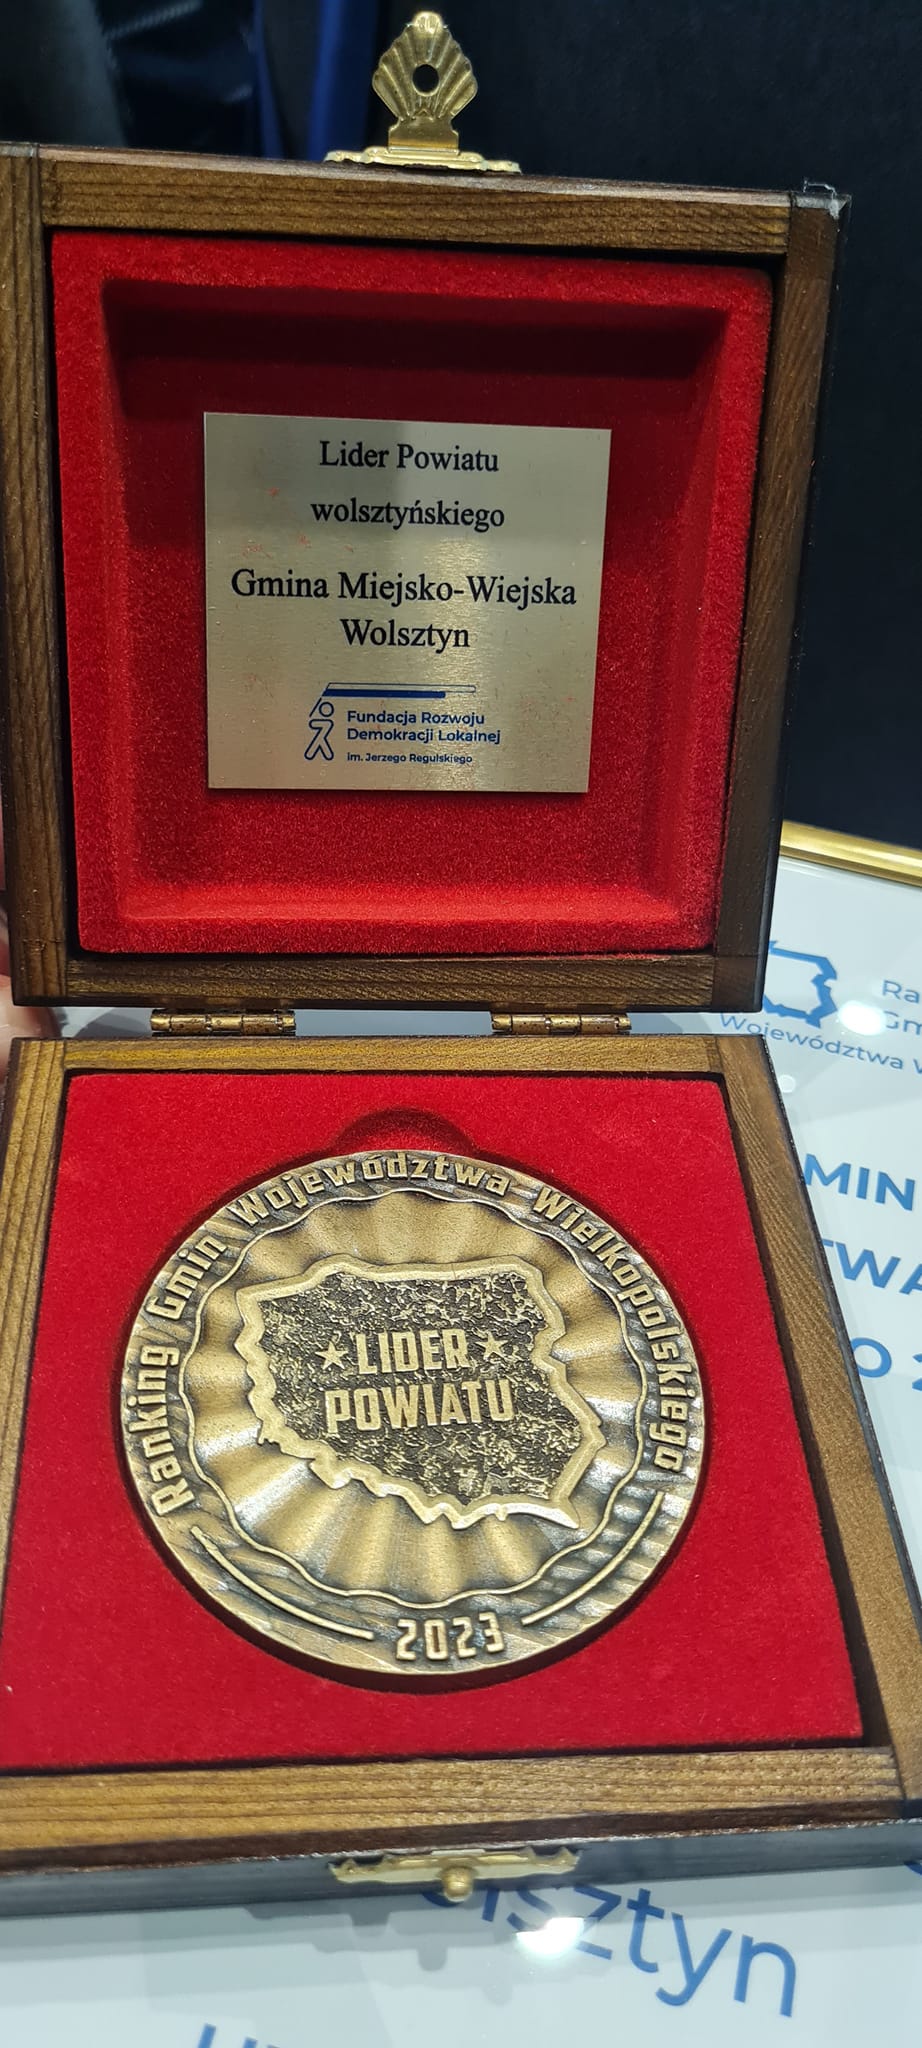 Lider Powiatu
wolsztyńskiego
Gmina Miejsko-Wiejska
Wolsztyn
Fundacja Rozwoju
Demokracji Lokalnej
im. Jerzego Regulskiego
Województwa
Ranking Gmin Województwa Wielkopolskiego
LIDER
POWIATU
2023